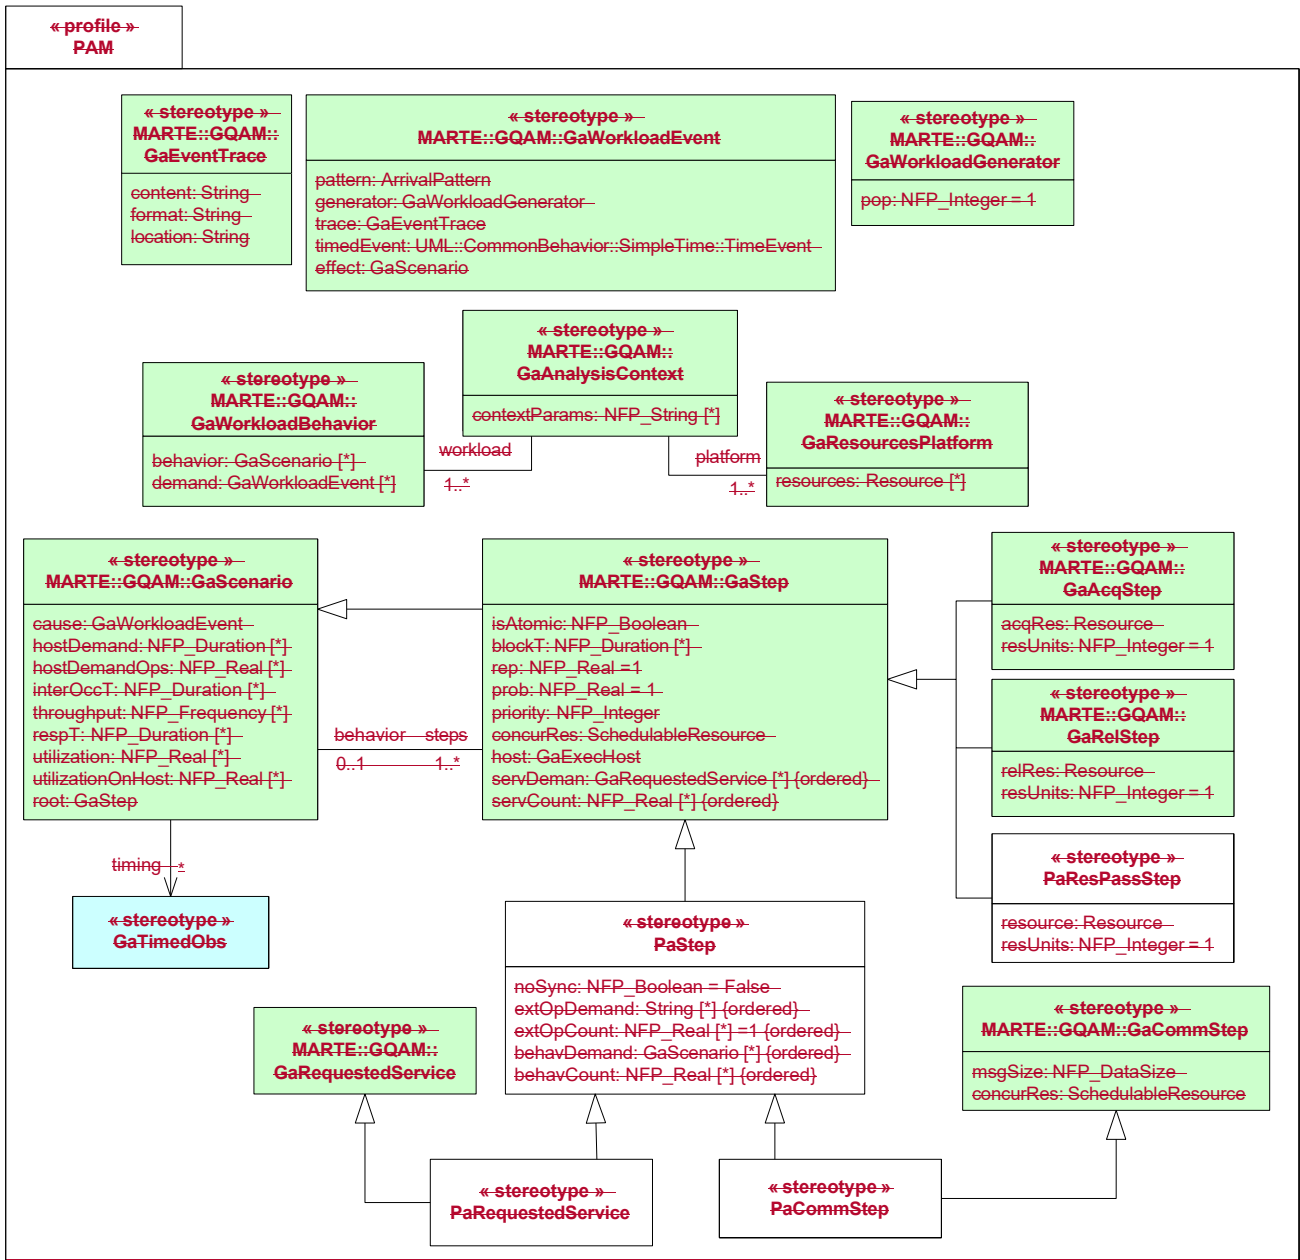 « profile »
PAM
« stereotype »
MARTE::GQAM::
GaEventTrace
content: String
format: String
location: String
« stereotype »
MARTE::GQAM::GaWorkloadEvent
pattern: ArrivalPattern
generator: GaWorkloadGenerator
trace: GaEventTrace
timedEvent: UML::CommonBehavior::SimpleTime::TimeEvent
effect: GaScenario
« stereotype »
MARTE::GQAM::
GaWorkloadGenerator
pop: NFP_Integer = 1
« stereotype »
MARTE::GQAM::
GaAnalysisContext
contextParams: NFP_String [*]
« stereotype »
MARTE::GQAM::
GaWorkloadBehavior
behavior: GaScenario [*]
demand: GaWorkloadEvent [*]
workload
1..*
platform
1..*
« stereotype »
MARTE::GQAM::
GaResourcesPlatform
resources: Resource [*]
« stereotype »
MARTE::GQAM::GaScenario
cause: GaWorkloadEvent
hostDemand: NFP_Duration [*]
hostDemandOps: NFP_Real [*]
interOccT: NFP_Duration [*]
throughput: NFP_Frequency [*]
respT: NFP_Duration [*]
utilization: NFP_Real [*]
utilizationOnHost: NFP_Real [*]
root: GaStep
behavior steps
0..1 1..*
« stereotype »
MARTE::GQAM::GaStep
isAtomic: NFP_Boolean
blockT: NFP_Duration [*]
rep: NFP_Real =1
prob: NFP_Real = 1
priority: NFP_Integer
concurRes: SchedulableResource
host: GaExecHost
servDeman: GaRequestedService [*] {ordered}
servCount: NFP_Real [*] {ordered}
« stereotype »
MARTE::GQAM::
GaAcqStep
acqRes: Resource
resUnits: NFP_Integer = 1
« stereotype »
MARTE::GQAM::
GaRelStep
relRes: Resource
resUnits: NFP_Integer = 1
« stereotype »
PaResPassStep
resource: Resource
resUnits: NFP_Integer = 1
timing *
« stereotype »
GaTimedObs
« stereotype »
PaStep
noSync: NFP_Boolean = False
extOpDemand: String [*] {ordered}
extOpCount: NFP_Real [*] =1 {ordered}
behavDemand: GaScenario [*] {ordered}
behavCount: NFP_Real [*] {ordered}
« stereotype »
MARTE::GQAM::
GaRequestedService
« stereotype »
MARTE::GQAM::GaCommStep
msgSize: NFP_DataSize
concurRes: SchedulableResource
« stereotype »
PaRequestedService
« stereotype »
PaCommStep